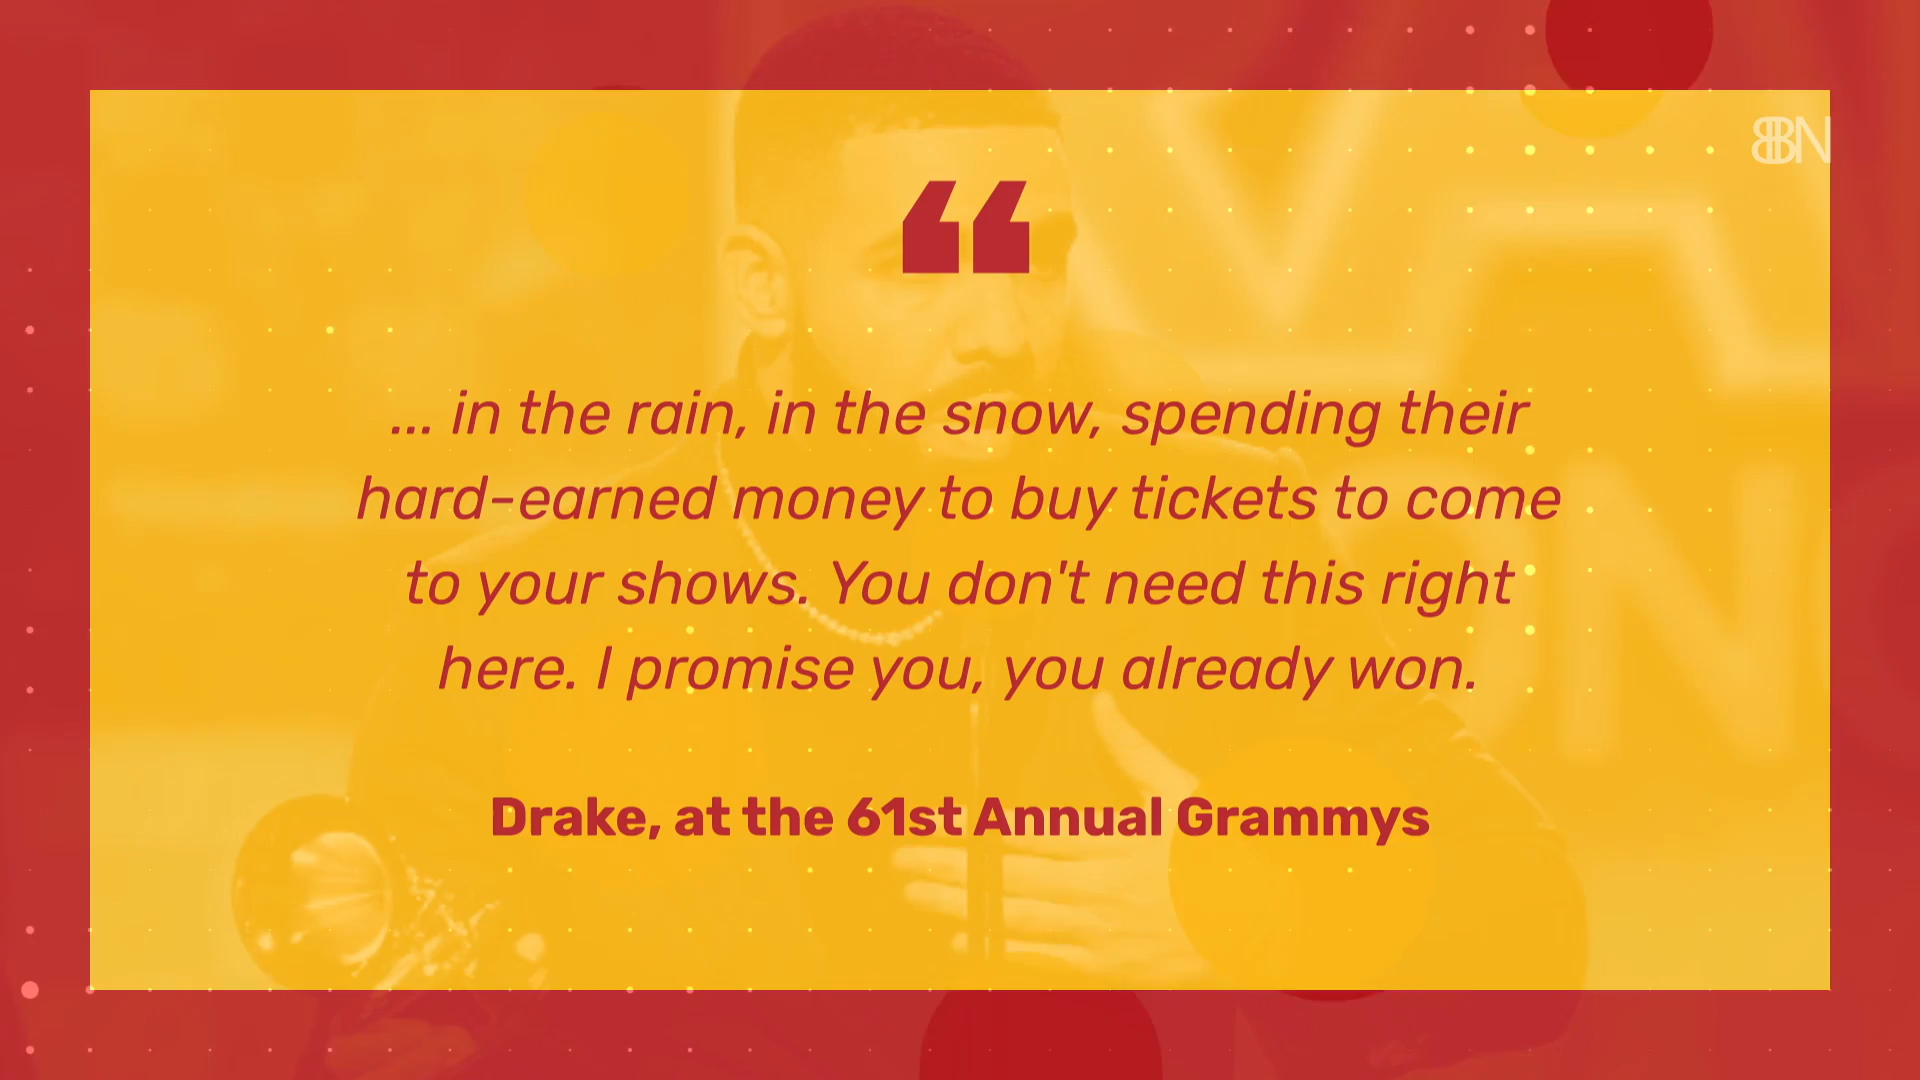 BBN
“
... in the rain, in the snow, spending their
hard-earned money to buy tickets to come
to your shows. You don't need this right
here. I promise you, you already won.
Drake, at the 61st Annual Grammys